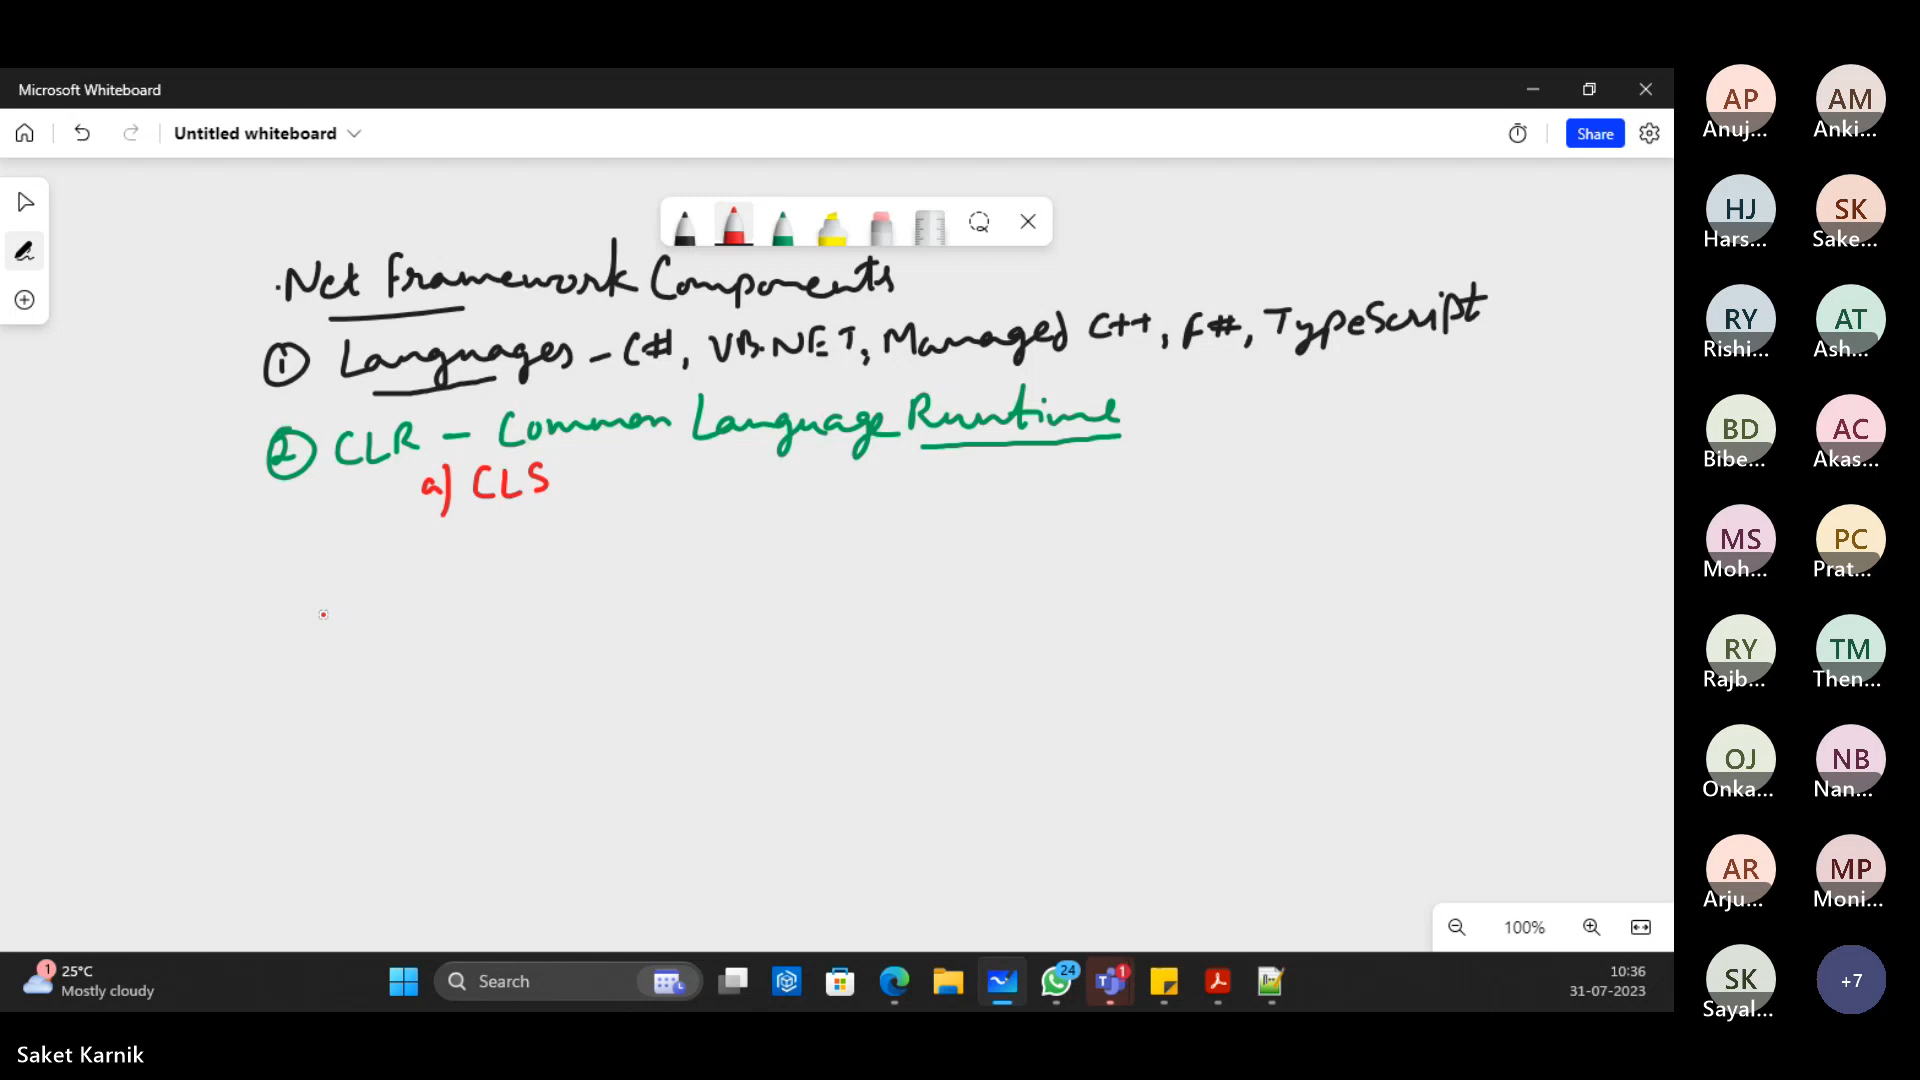 Microsoft Whiteboard
Untitled whiteboard
Share
.Net Framework Components
① Languages - C#, VB.NET, Managed C++, F#, TypeScript
② CLR - Common Language Runtime
a) CLS
100%
1
25°C
Mostly cloudy
Search
24
1
10:36
31-07-2023
AP
Anuj...
AM
Anki...
HJ
Hars...
SK
Sake...
RY
Rishi...
AT
Ash...
BD
Bibe...
AC
Akas...
MS
Moh...
PC
Prat...
RY
Rajb...
TM
Then...
OJ
Onka...
NB
Nan...
AR
Arju...
MP
Moni...
SK
Sayal...
+7
Saket Karnik